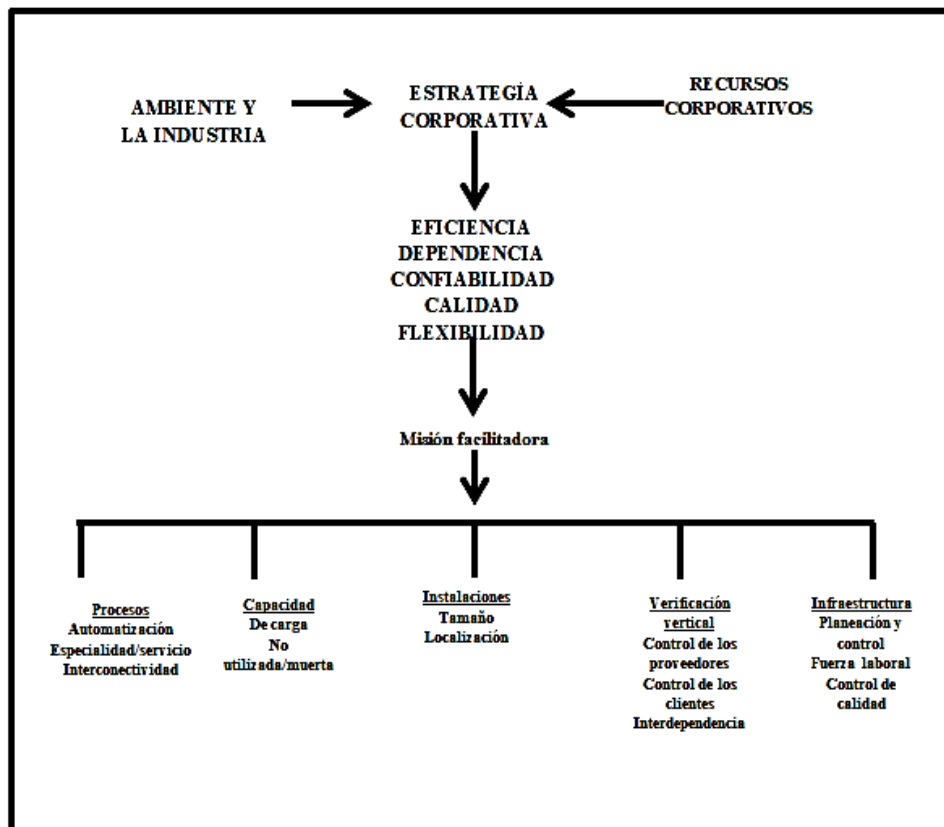 AMBIENTE Y
LA INDUSTRIA
ESTRATEGÍA
CORPORATIVA
RECURSOS
CORPORATIVOS
EFICIENCIA
DEPENDENCIA
CONFIABILIDAD
CALIDAD
FLEXIBILIDAD
Misión facilitadora
Procesos
Automatización
Especialidad/servicio
Interconectividad
Capacidad
De carga
No
utilizada/muerta
Instalaciones
Tamaño
Localización
Verificación
vertical
Control de los
proveedores
Control de los
clientes
Interdependencia
Infraestructura
Planeación y
control
Fuerza laboral
Control de
calidad